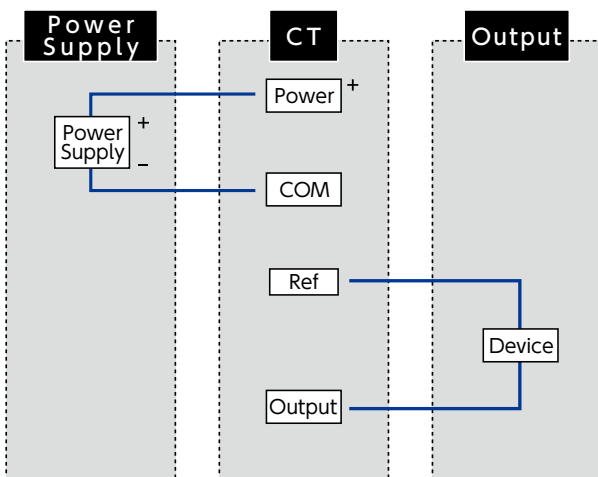 Power
Supply
CT
Output
Power +
Power
Supply
+
−
COM
Ref
Device
Output